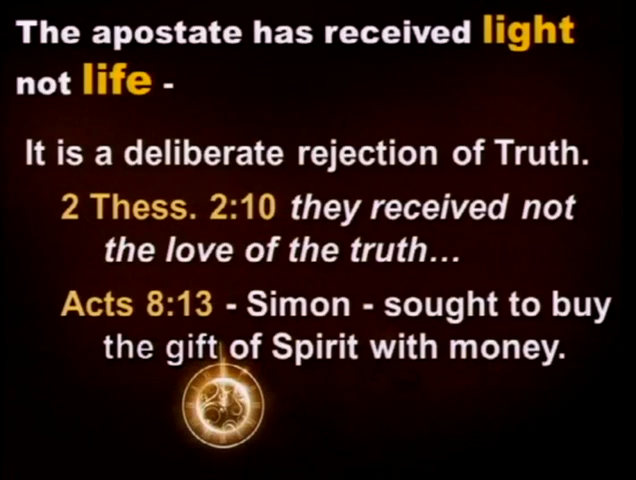 The apostate has received light
not life -
It is a deliberate rejection of Truth.
2 Thess. 2:10 they received not
the love of the truth...
Acts 8:13 - Simon - sought to buy
the gift of Spirit with money.